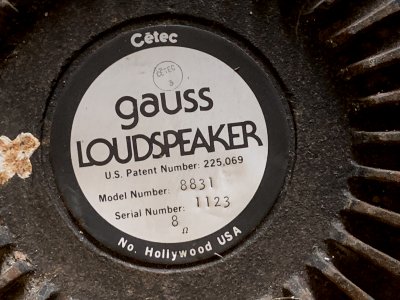 Cetec
gauss
LOUDSPEAKER
U.S. Patent Number: 225,069
Model Number: 8831
Serial Number: 1123
8 Ω
No. Hollywood USA